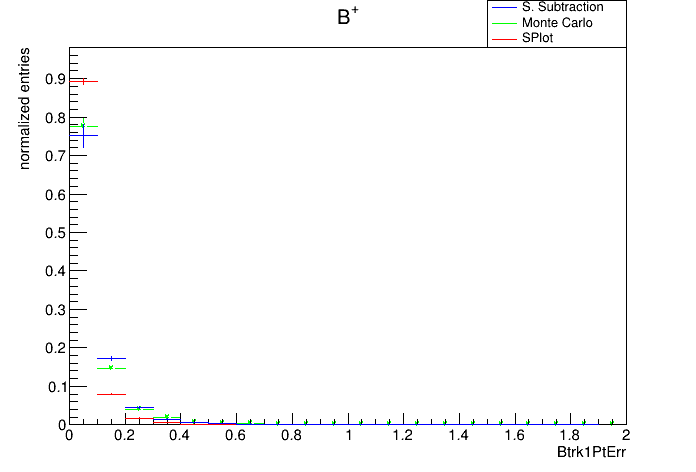 B+
S. Subtraction
Monte Carlo
SPlot
normalized entries
0.9
0.8
0.7
0.6
0.5
0.4
0.3
0.2
0.1
0
0 0.2 0.4 0.6 0.8 1 1.2 1.4 1.6 1.8 2
Btrk1PtErr